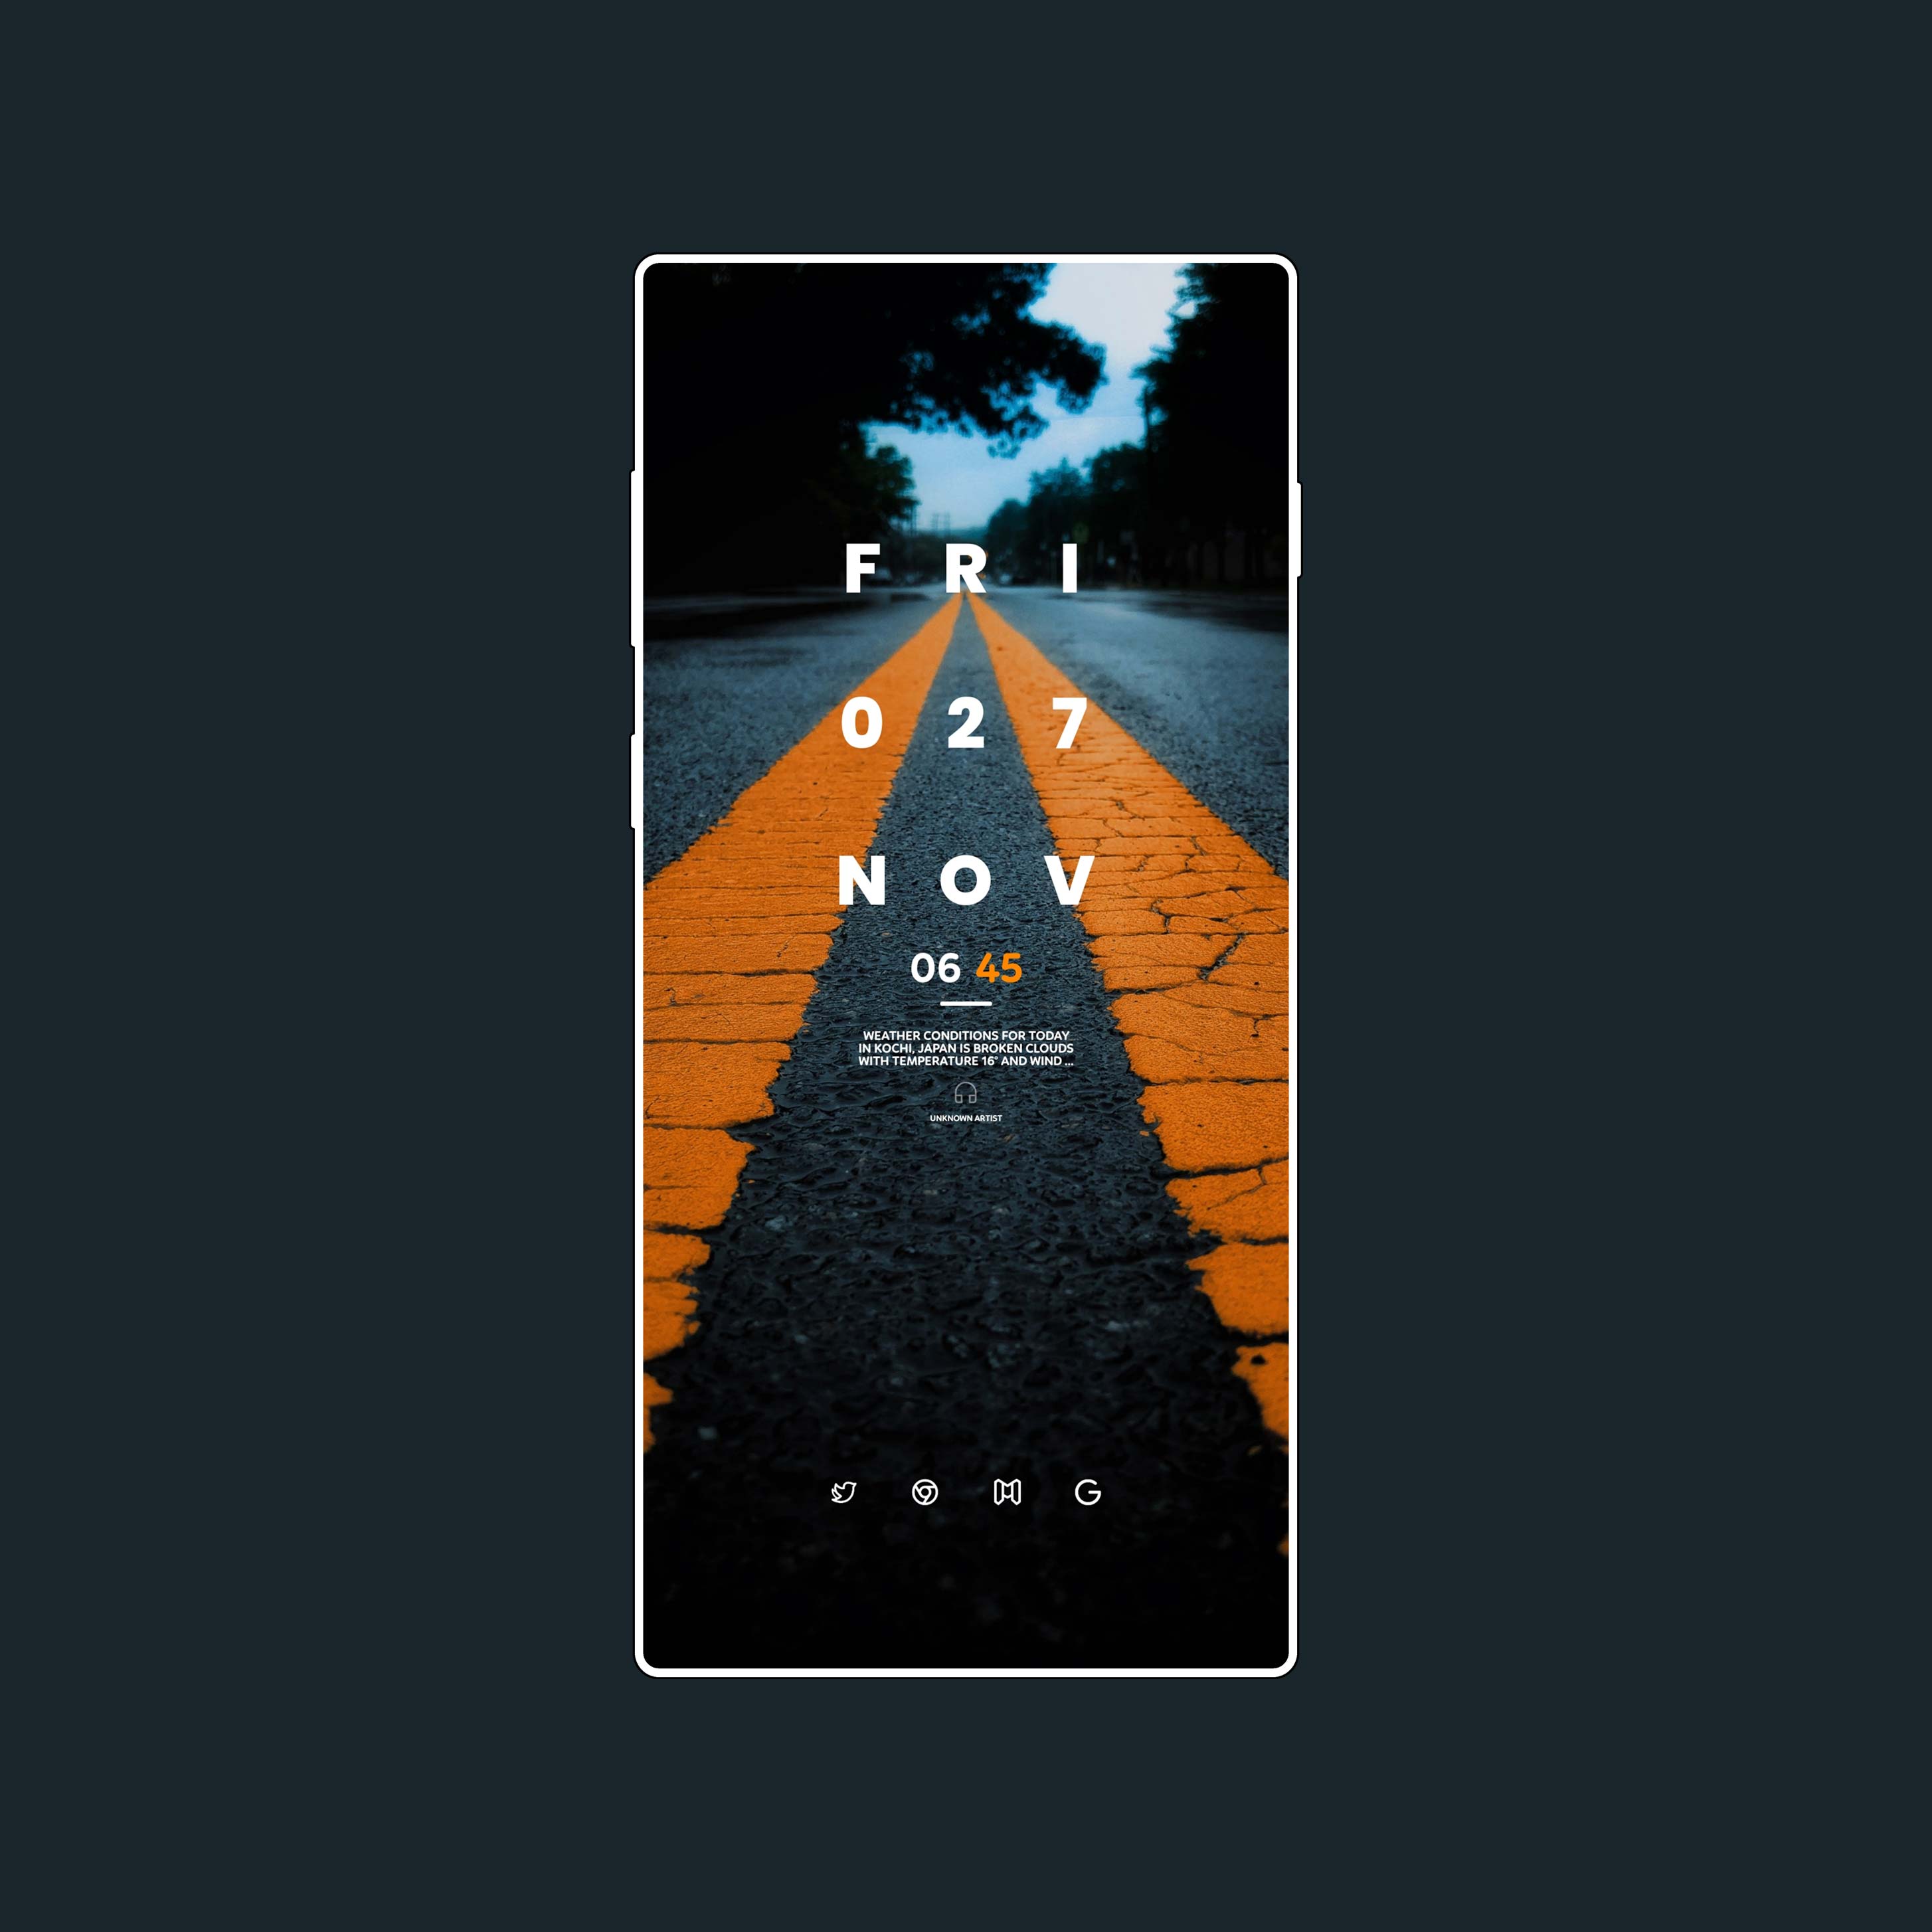 F R I
0 2 7
N O V
06 45
WEATHER CONDITIONS FOR TODAY
IN KOCHI, JAPAN IS BROKEN CLOUDS
WITH TEMPERATURE 16° AND WIND ...
UNKNOWN ARTIST